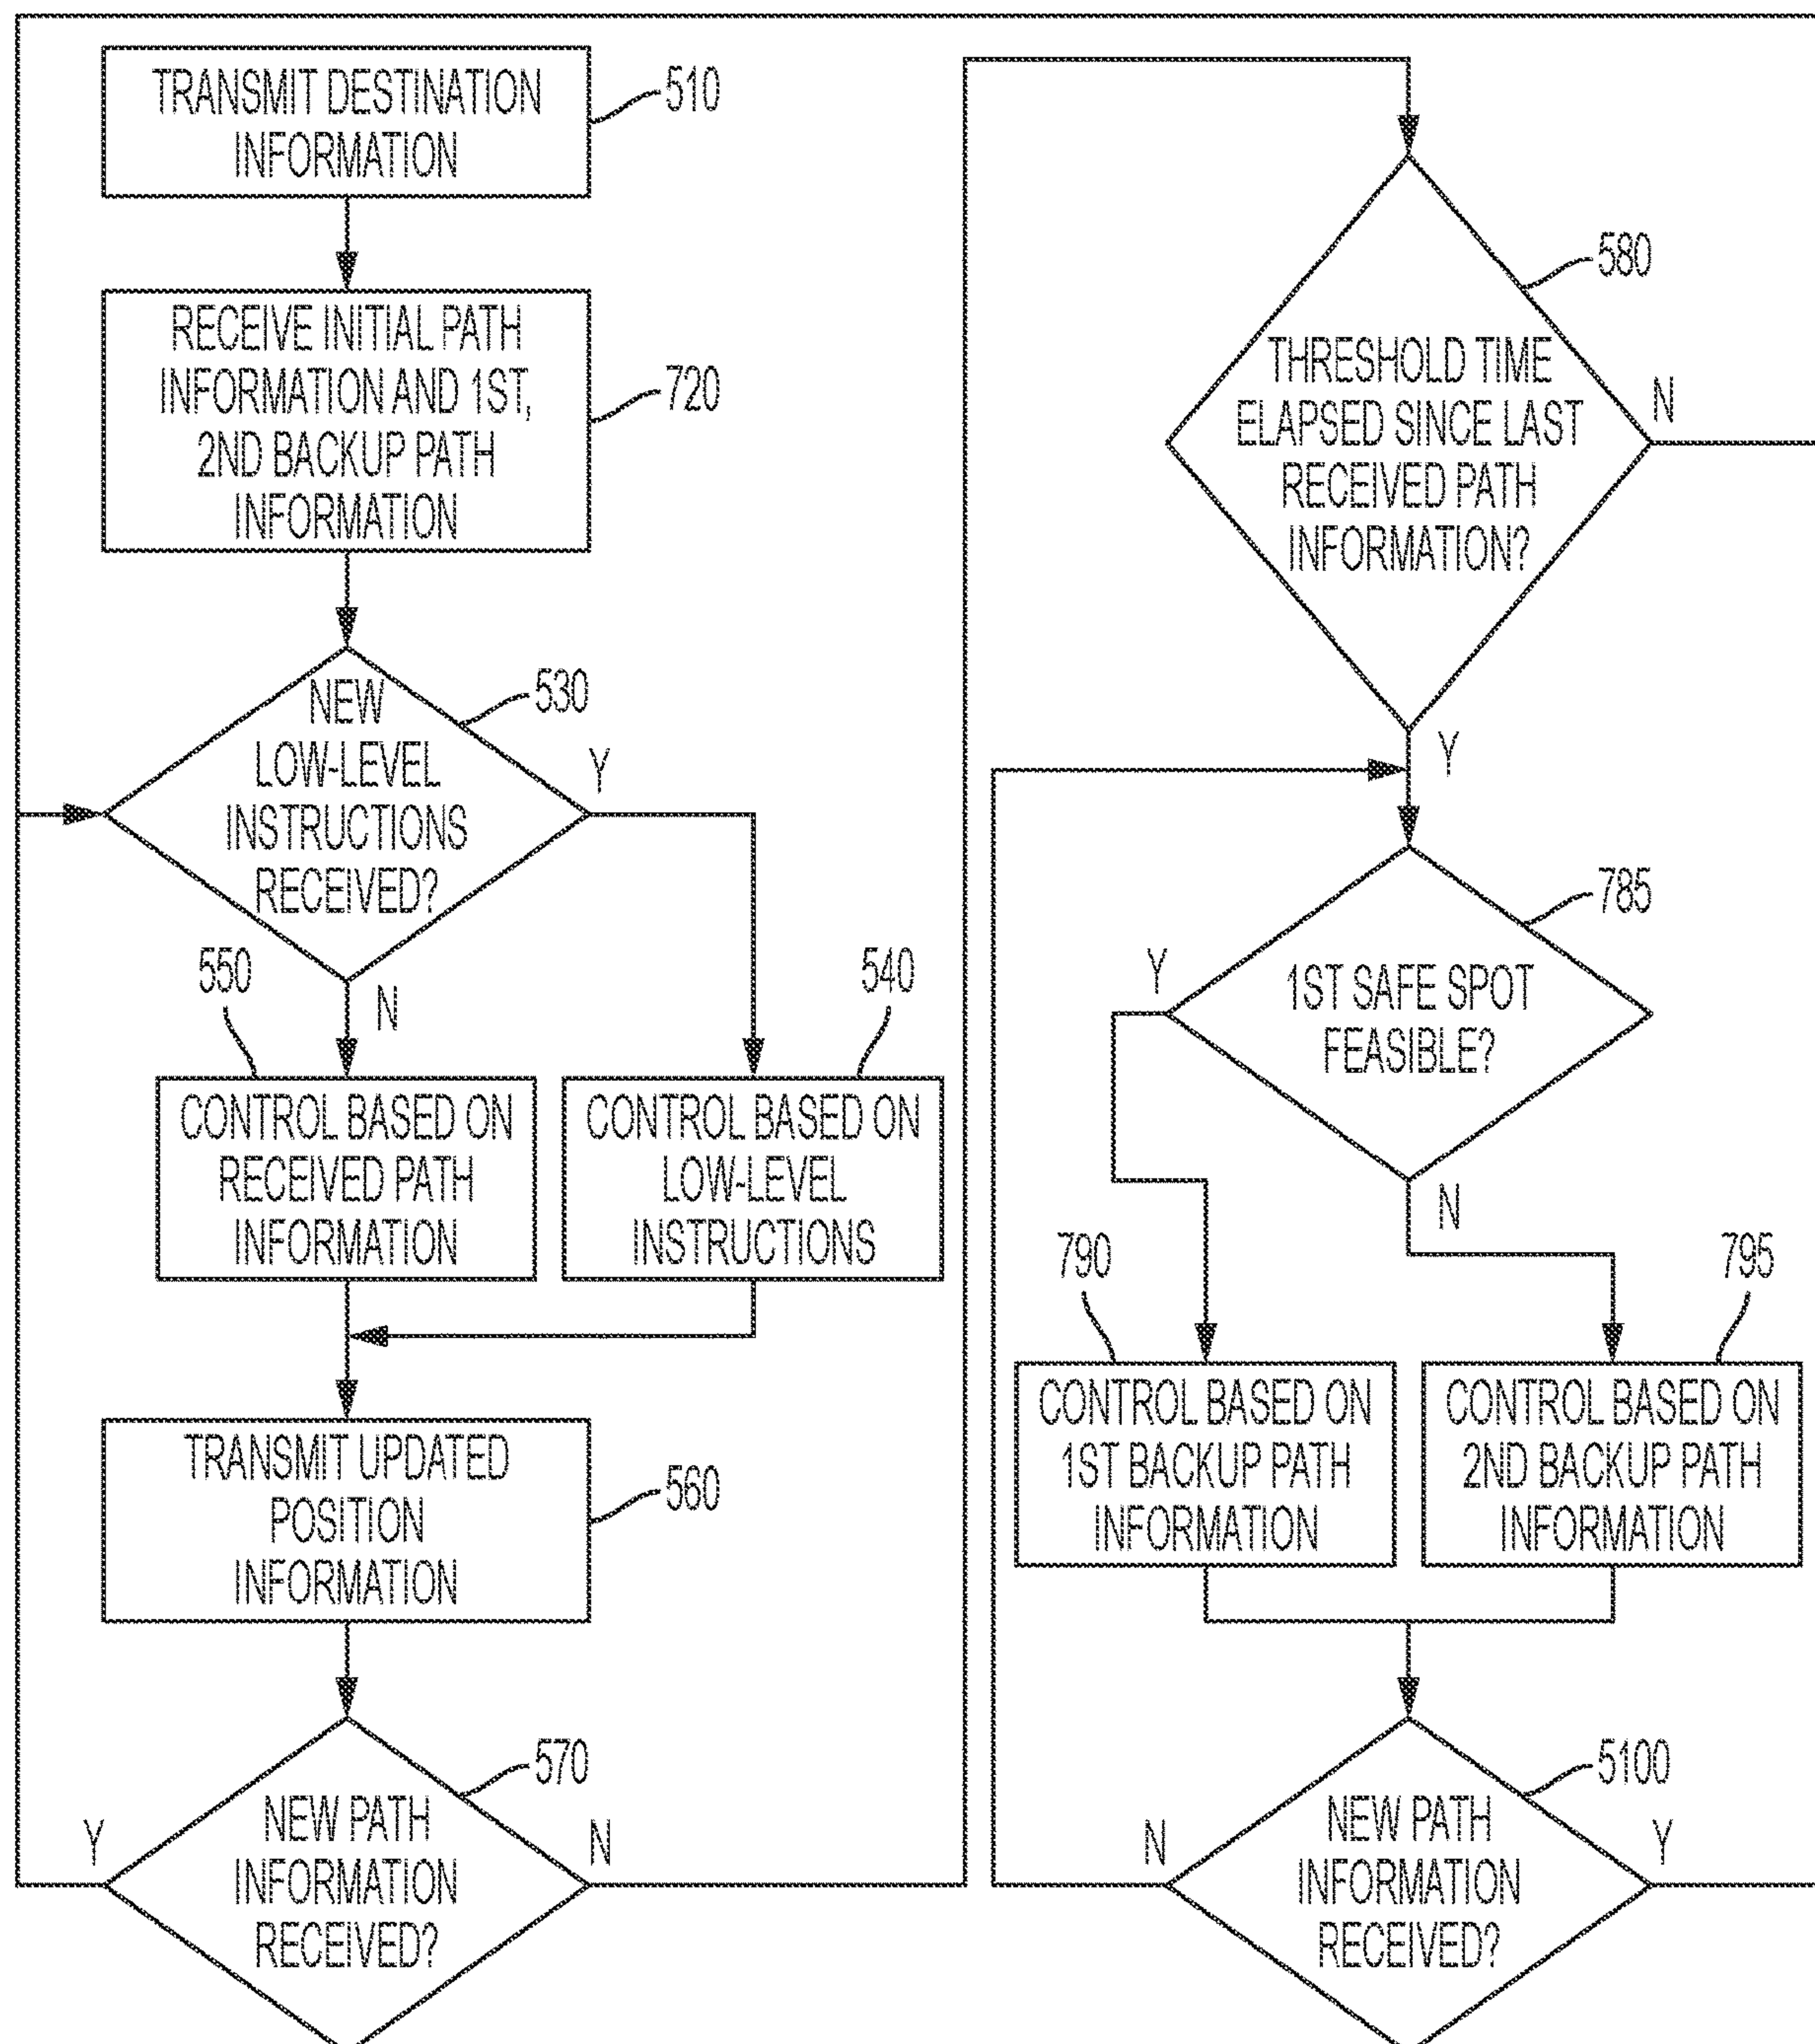 TRANSMIT DESTINATION
INFORMATION
510
RECEIVE INITIAL PATH
INFORMATION AND 1ST,
2ND BACKUP PATH
INFORMATION
720
NEW
LOW-LEVEL
INSTRUCTIONS
RECEIVED?
530
Y
N
550
CONTROL BASED ON
RECEIVED PATH
INFORMATION
540
CONTROL BASED ON
LOW-LEVEL
INSTRUCTIONS
TRANSMIT UPDATED
POSITION
INFORMATION
560
NEW PATH
INFORMATION
RECEIVED?
570
Y
N
THRESHOLD TIME
ELAPSED SINCE LAST
RECEIVED PATH
INFORMATION?
580
N
Y
1ST SAFE SPOT
FEASIBLE?
785
Y
N
790
CONTROL BASED ON
1ST BACKUP PATH
INFORMATION
795
CONTROL BASED ON
2ND BACKUP PATH
INFORMATION
NEW PATH
INFORMATION
RECEIVED?
5100
N
Y